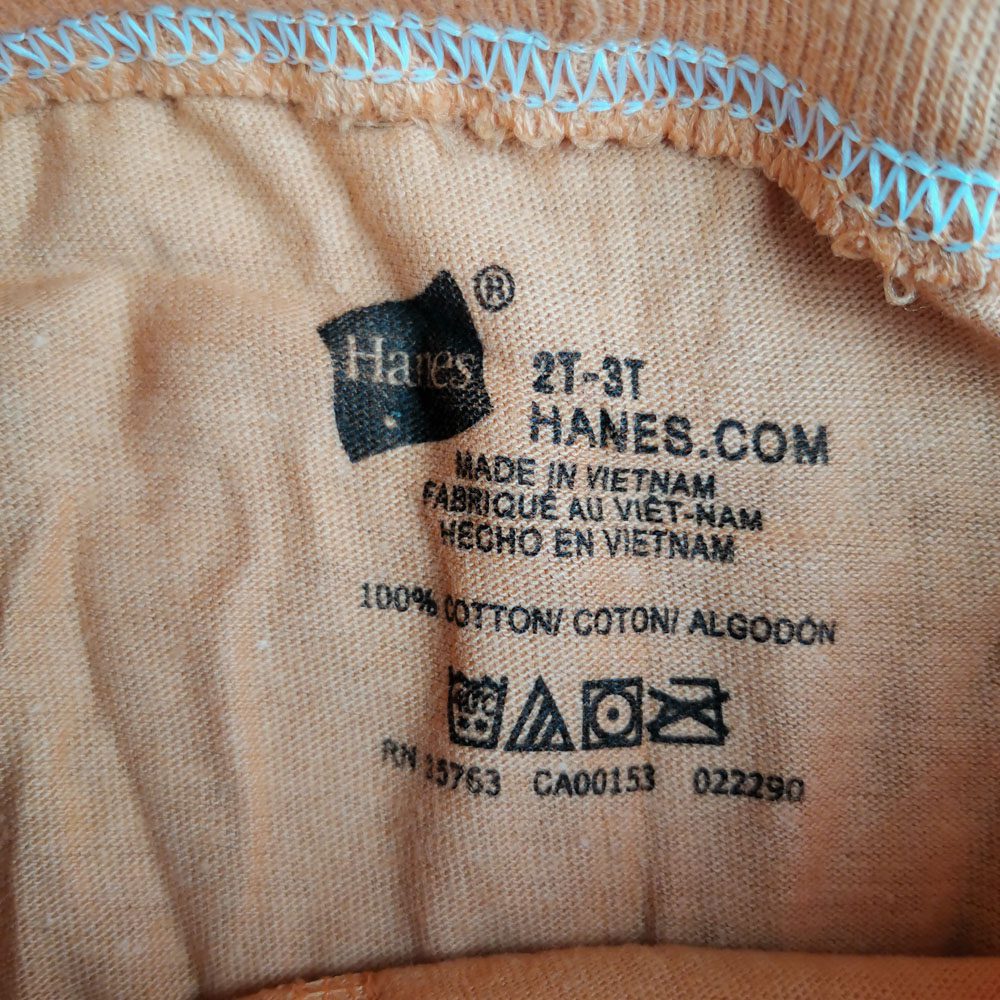 Hanes®
2T-3T
HANES.COM
MADE IN VIETNAM
FABRIQUÉ AU VIÊT-NAM
HECHO EN VIETNAM
100% COTTON/ COTON/ ALGODÓN
40°C
RN 15763 CA00153 022290